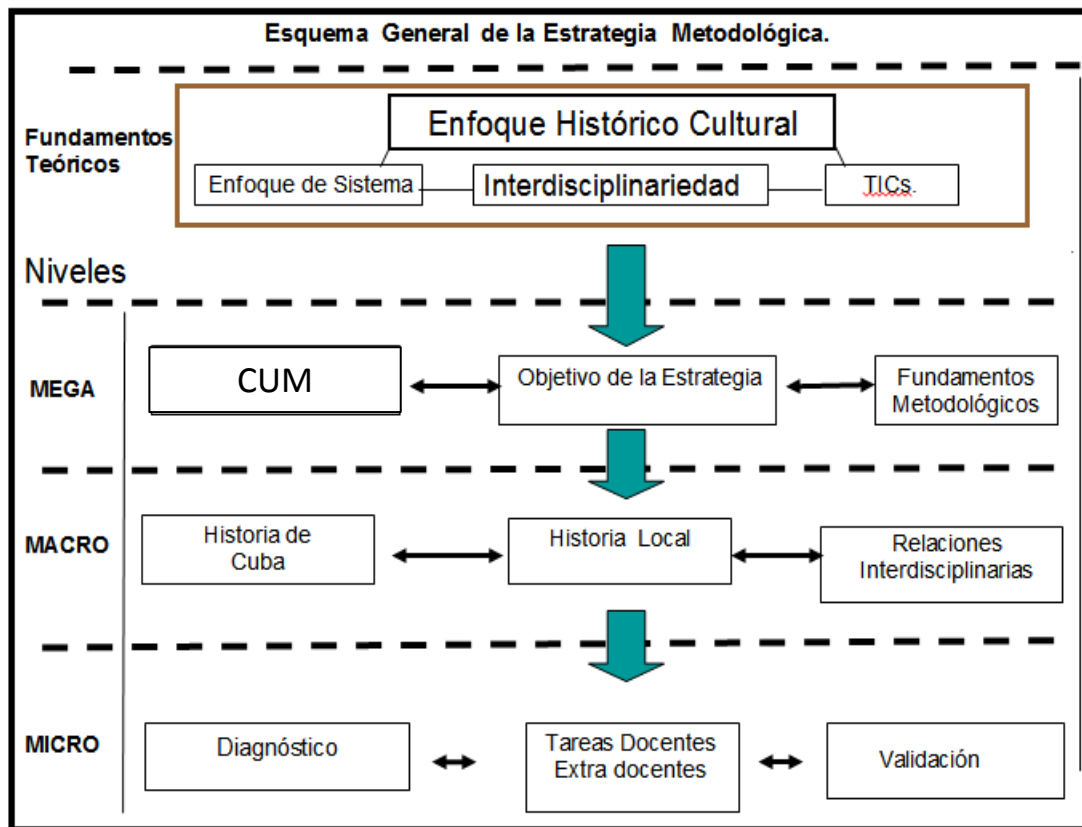 Esquema General de la Estrategia Metodológica.
Fundamentos
Teóricos
Enfoque Histórico Cultural
Enfoque de Sistema
Interdisciplinariedad
TICs.
Niveles
MEGA
CUM
Objetivo de la Estrategia
Fundamentos
Metodológicos
MACRO
Historia de
Cuba
Historia Local
Relaciones
Interdisciplinarias
MICRO
Diagnóstico
Tareas Docentes
Extra docentes
Validación